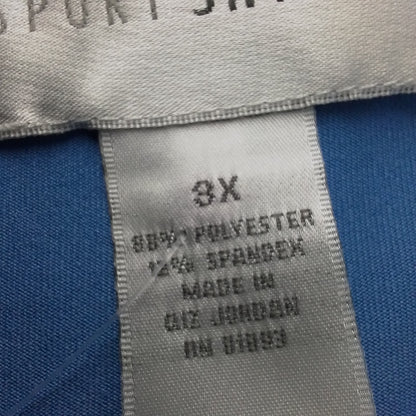 SPORT
3X
88% POLYESTER
12% SPANDEX
MADE IN
QIZ JORDAN
RN